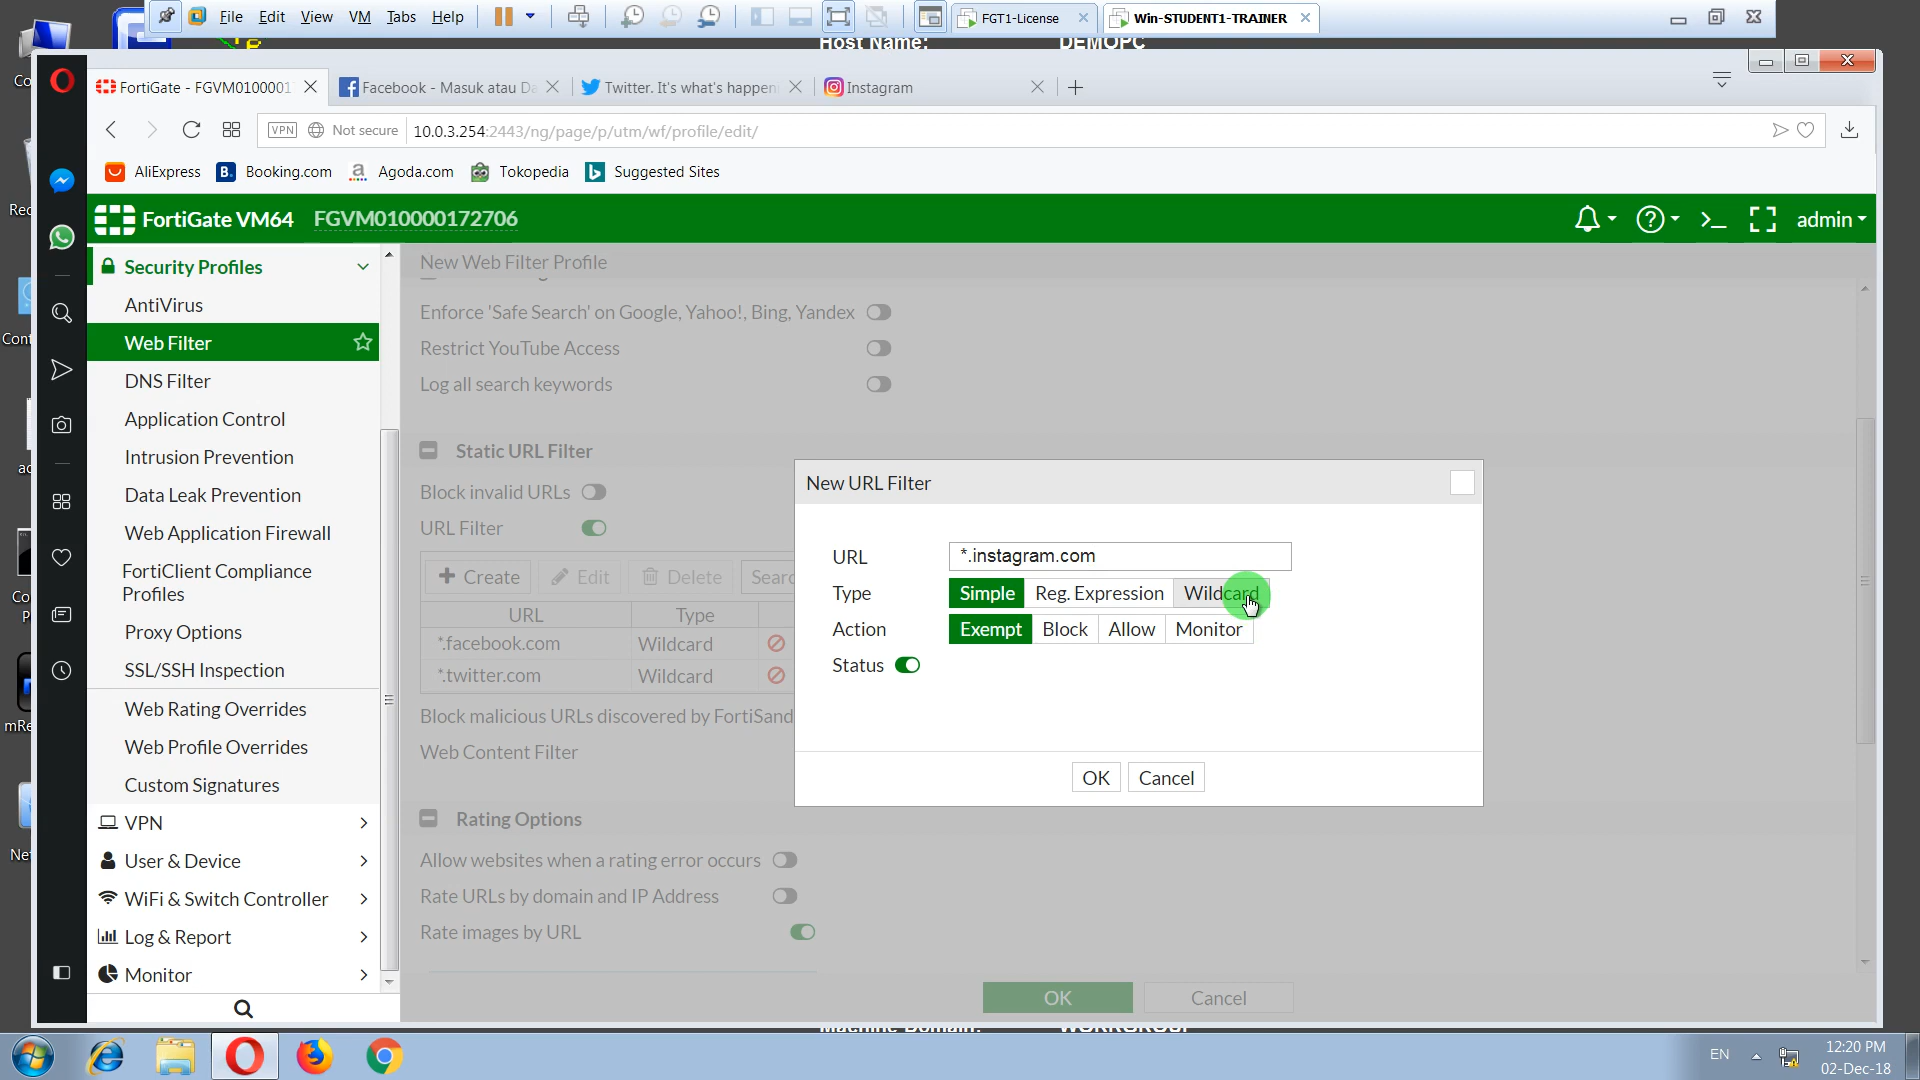 File Edit View VM Tabs Help
FGT1-License
Win-STUDENT1-TRAINER
Host Name: DEMOPC
FortiGate - FGVM0100001
Facebook - Masuk atau Da
Twitter. It's what's happen
Instagram
VPN Not secure 10.0.3.254:2443/ng/page/p/utm/wf/profile/edit/
AliExpress Booking.com Agoda.com Tokopedia Suggested Sites
FortiGate VM64 FGVM010000172706
admin
Security Profiles
AntiVirus
Web Filter
DNS Filter
Application Control
Intrusion Prevention
Data Leak Prevention
Web Application Firewall
FortiClient Compliance
Profiles
Proxy Options
SSL/SSH Inspection
Web Rating Overrides
Web Profile Overrides
Custom Signatures
VPN
User & Device
WiFi & Switch Controller
Log & Report
Monitor
New Web Filter Profile
Enforce 'Safe Search' on Google, Yahoo!, Bing, Yandex
Restrict YouTube Access
Log all search keywords
Static URL Filter
Block invalid URLs
URL Filter
Create Edit Delete Searc
URL Type
*.facebook.com Wildcard
*.twitter.com Wildcard
Block malicious URLs discovered by FortiSand
Web Content Filter
Rating Options
Allow websites when a rating error occurs
Rate URLs by domain and IP Address
Rate images by URL
OK Cancel
New URL Filter
URL *.instagram.com
Type Simple Reg. Expression Wildcard
Action Exempt Block Allow Monitor
Status
OK Cancel
Machine Domain: WORKGROUP
EN
12:20 PM
02-Dec-18